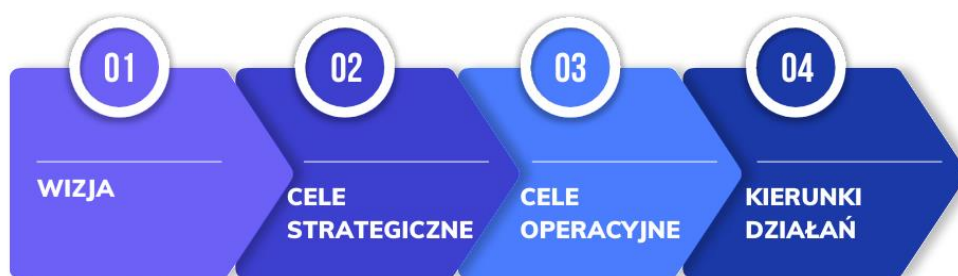 01
WIZJA
02
CELE
STRATEGICZNE
03
CELE
OPERACYJNE
04
KIERUNKI
DZIAŁAŃ